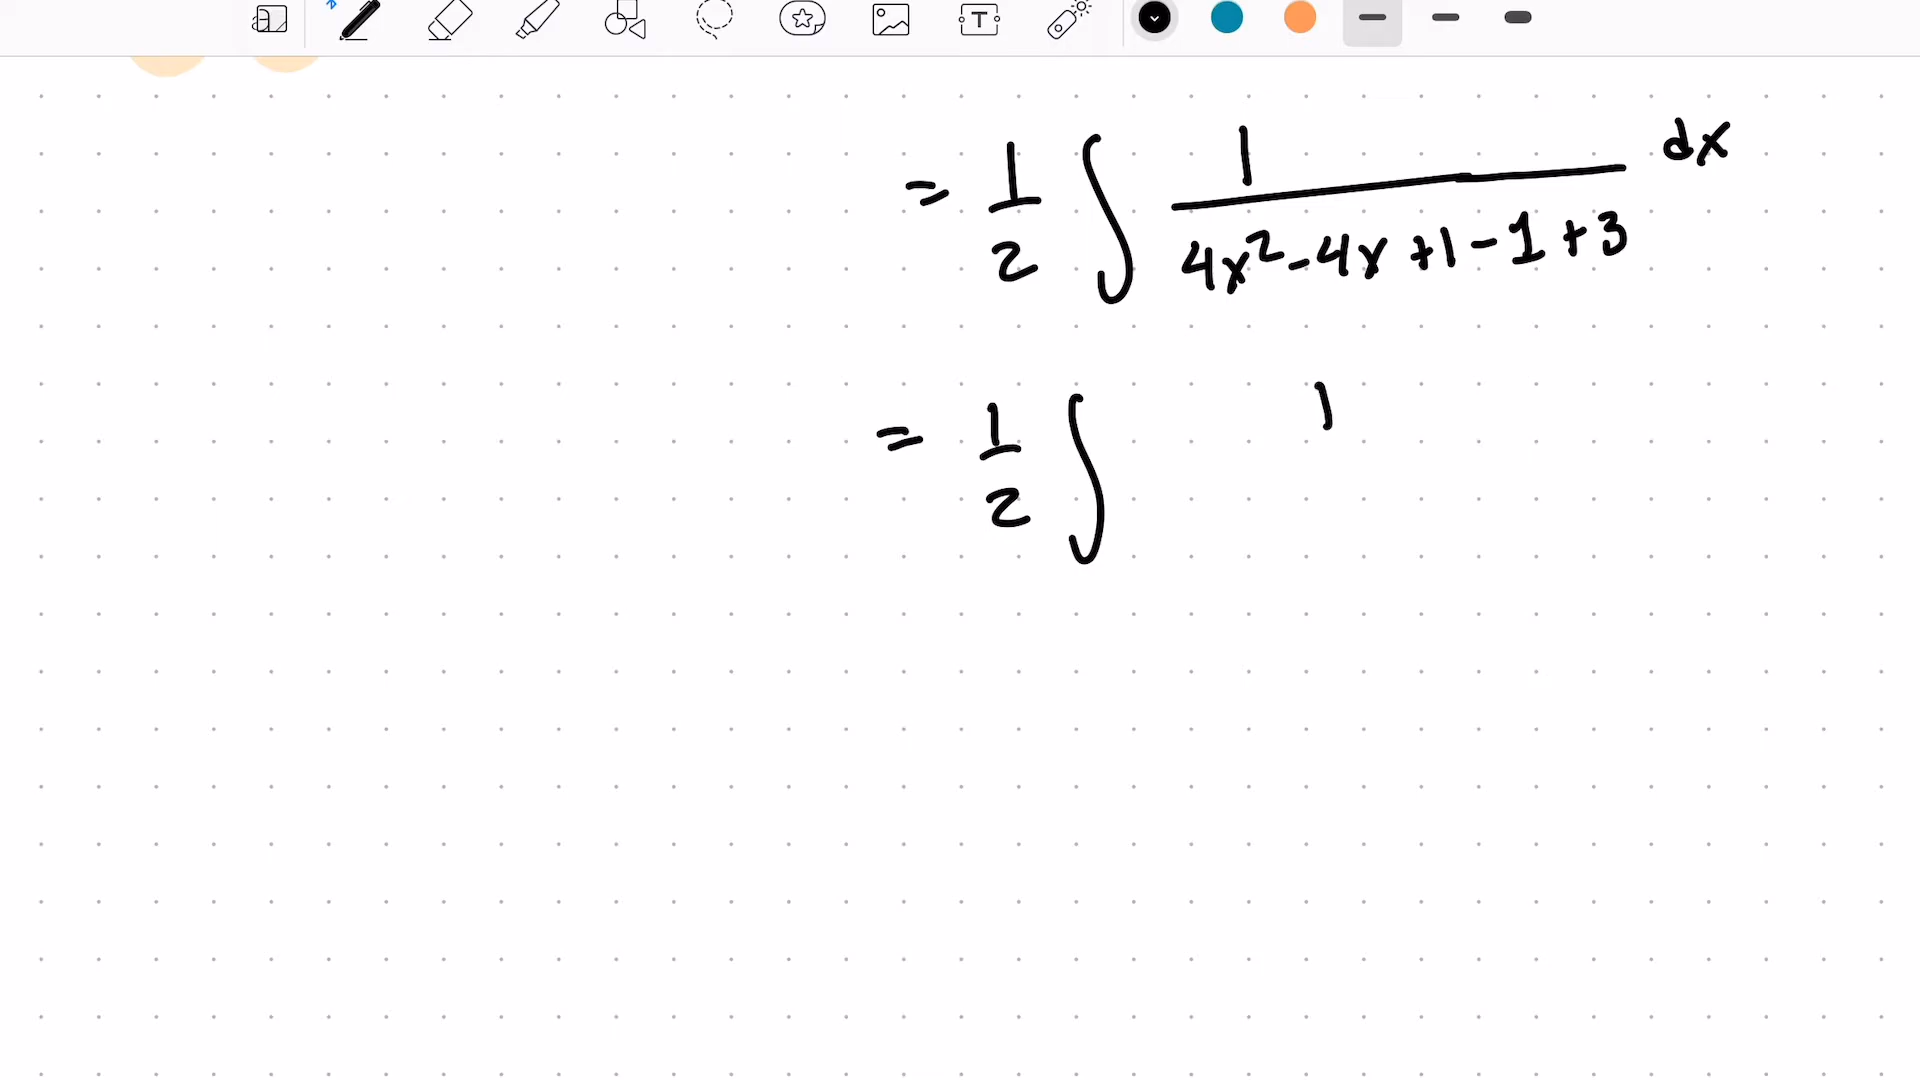 = 1/2 ∫ 1/(4x² - 4x + 1 - 1 + 3) dx
= 1/2 ∫ 1